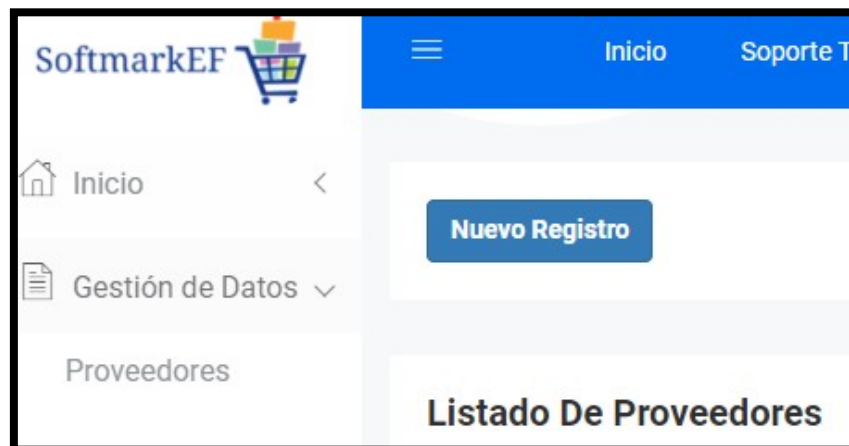 SoftmarkEF
Inicio
Gestión de Datos
Proveedores
Inicio Soporte T
Nuevo Registro
Listado De Proveedores